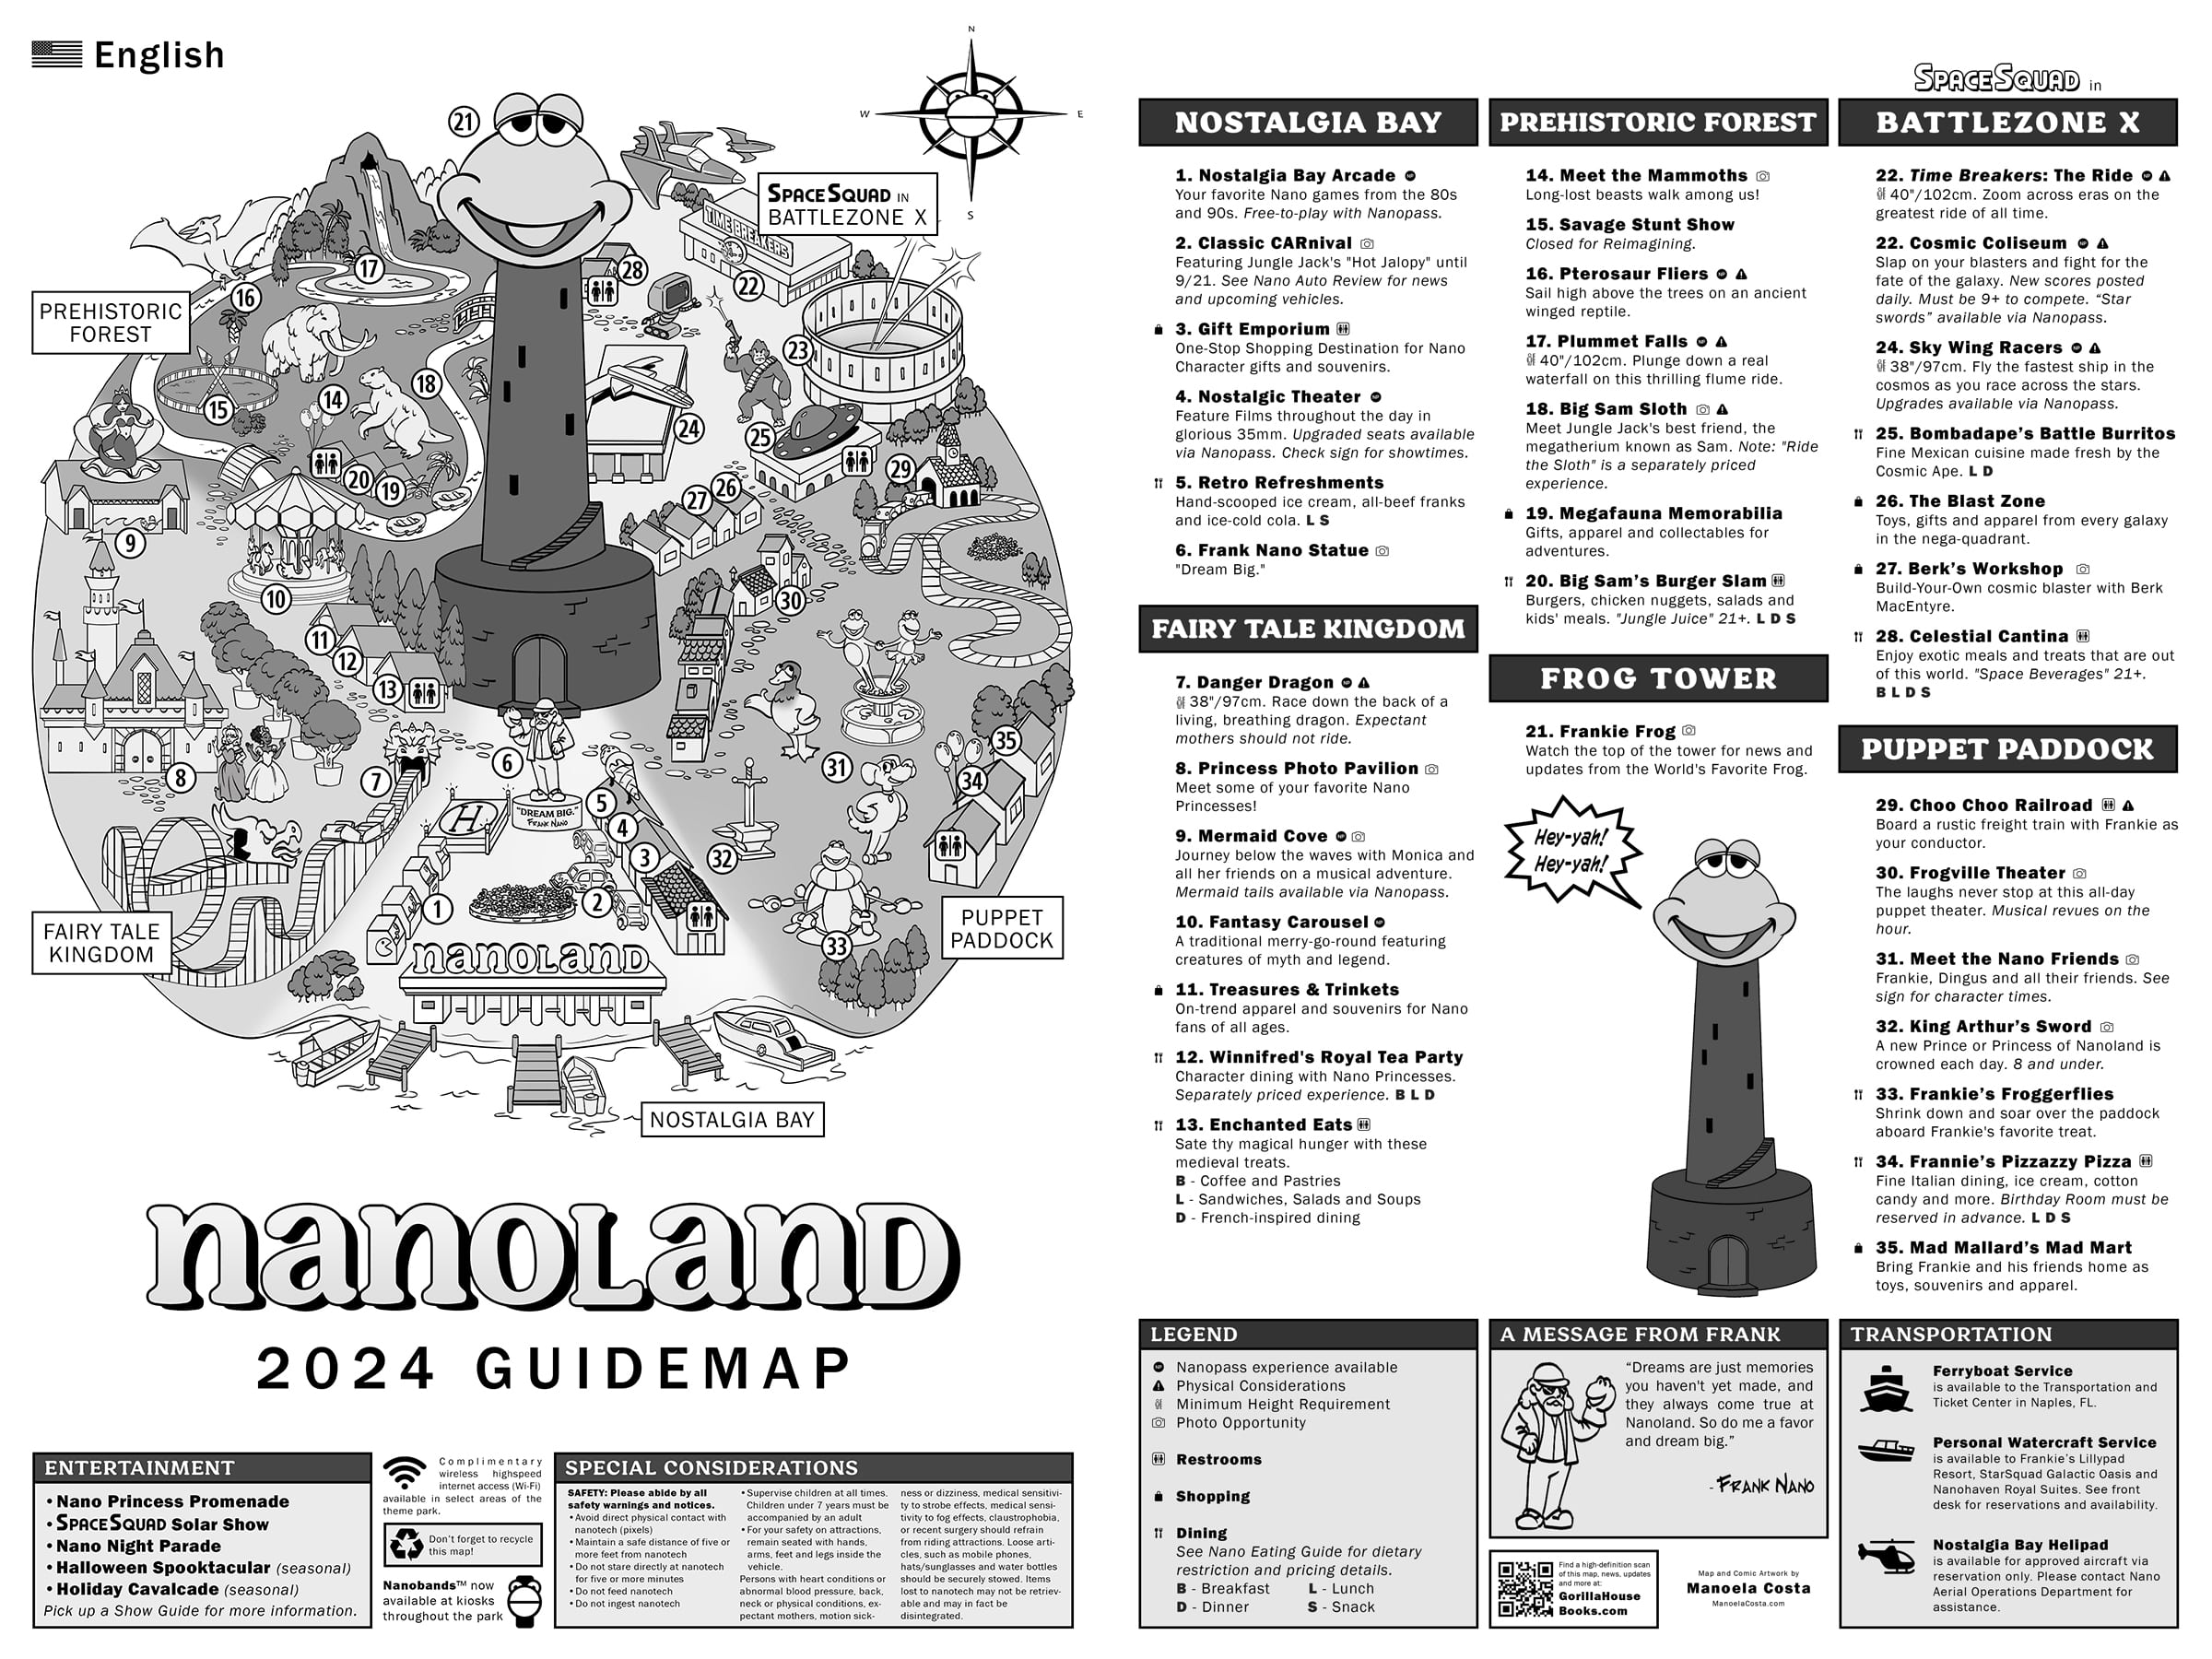 English
N
W
E
S
21
SPACESQUAD IN
BATTLEZONE X
TIME BREAKERS
PREHISTORIC
FOREST
17
16
28
22
23
18
15
14
24
25
29
20
19
27
26
9
10
30
11
12
13
35
8
7
6
31
34
"DREAM BIG."
FRANK NANO
H
5
4
3
32
2
1
33
FAIRY TALE
KINGDOM
PUPPET
PADDOCK
nanoLanD
NOSTALGIA BAY
nanoLanD
2024 GUIDEMAP
ENTERTAINMENT
• Nano Princess Promenade
• SPACESQUAD Solar Show
• Nano Night Parade
• Halloween Spooktacular (seasonal)
• Holiday Cavalcade (seasonal)
Pick up a Show Guide for more information.
Complimentary
wireless highspeed
internet access (Wi-Fi)
available in select areas of the
theme park.
Don't forget to recycle
this map!
Nanobands™ now
available at kiosks
throughout the park
SPECIAL CONSIDERATIONS
SAFETY: Please abide by all
safety warnings and notices.
• Avoid direct physical contact with
nanotech (pixels)
• Maintain a safe distance of five or
more feet from nanotech
• Do not stare directly at nanotech
for five or more minutes
• Do not feed nanotech
• Do not ingest nanotech
• Supervise children at all times.
Children under 7 years must be
accompanied by an adult
• For your safety on attractions,
remain seated with hands,
arms, feet and legs inside the
vehicle.
Persons with heart conditions or
abnormal blood pressure, back,
neck or physical conditions, ex-
pectant mothers, motion sick-
ness or dizziness, medical sensitivi-
ty to strobe effects, medical sensi-
tivity to fog effects, claustrophobia,
or recent surgery should refrain
from riding attractions. Loose arti-
cles, such as mobile phones,
hats/sunglasses and water bottles
should be securely stowed. Items
lost to nanotech may not be retriev-
able and may in fact be
disintegrated.
NOSTALGIA BAY
1. Nostalgia Bay Arcade
Your favorite Nano games from the 80s
and 90s. Free-to-play with Nanopass.
2. Classic CARnival
Featuring Jungle Jack's "Hot Jalopy" until
9/21. See Nano Auto Review for news
and upcoming vehicles.
3. Gift Emporium
One-Stop Shopping Destination for Nano
Character gifts and souvenirs.
4. Nostalgic Theater
Feature Films throughout the day in
glorious 35mm. Upgraded seats available
via Nanopass. Check sign for showtimes.
5. Retro Refreshments
Hand-scooped ice cream, all-beef franks
and ice-cold cola. L S
6. Frank Nano Statue
"Dream Big."
FAIRY TALE KINGDOM
7. Danger Dragon
38"/97cm. Race down the back of a
living, breathing dragon. Expectant
mothers should not ride.
8. Princess Photo Pavilion
Meet some of your favorite Nano
Princesses!
9. Mermaid Cove
Journey below the waves with Monica and
all her friends on a musical adventure.
Mermaid tails available via Nanopass.
10. Fantasy Carousel
A traditional merry-go-round featuring
creatures of myth and legend.
11. Treasures & Trinkets
On-trend apparel and souvenirs for Nano
fans of all ages.
12. Winnifred's Royal Tea Party
Character dining with Nano Princesses.
Separately priced experience. B L D
13. Enchanted Eats
Sate thy magical hunger with these
medieval treats.
B - Coffee and Pastries
L - Sandwiches, Salads and Soups
D - French-inspired dining
PREHISTORIC FOREST
14. Meet the Mammoths
Long-lost beasts walk among us!
15. Savage Stunt Show
Closed for Reimagining.
16. Pterosaur Fliers
Sail high above the trees on an ancient
winged reptile.
17. Plummet Falls
40"/102cm. Plunge down a real
waterfall on this thrilling flume ride.
18. Big Sam Sloth
Meet Jungle Jack's best friend, the
megatherium known as Sam. Note: "Ride
the Sloth" is a separately priced
experience.
19. Megafauna Memorabilia
Gifts, apparel and collectables for
adventures.
20. Big Sam's Burger Slam
Burgers, chicken nuggets, salads and
kids' meals. "Jungle Juice" 21+. L D S
FROG TOWER
21. Frankie Frog
Watch the top of the tower for news and
updates from the World's Favorite Frog.
Hey-yah!
Hey-yah!
SPACESQUAD in
BATTLEZONE X
22. Time Breakers: The Ride
40"/102cm. Zoom across eras on the
greatest ride of all time.
22. Cosmic Coliseum
Slap on your blasters and fight for the
fate of the galaxy. New scores posted
daily. Must be 9+ to compete. "Star
swords" available via Nanopass.
24. Sky Wing Racers
38"/97cm. Fly the fastest ship in the
cosmos as you race across the stars.
Upgrades available via Nanopass.
25. Bombadape's Battle Burritos
Fine Mexican cuisine made fresh by the
Cosmic Ape. L D
26. The Blast Zone
Toys, gifts and apparel from every galaxy
in the nega-quadrant.
27. Berk's Workshop
Build-Your-Own cosmic blaster with Berk
MacEntyre.
28. Celestial Cantina
Enjoy exotic meals and treats that are out
of this world. "Space Beverages" 21+.
B L D S
PUPPET PADDOCK
29. Choo Choo Railroad
Board a rustic freight train with Frankie as
your conductor.
30. Frogville Theater
The laughs never stop at this all-day
puppet theater. Musical revues on the
hour.
31. Meet the Nano Friends
Frankie, Dingus and all their friends. See
sign for character times.
32. King Arthur's Sword
A new Prince or Princess of Nanoland is
crowned each day. 8 and under.
33. Frankie's Froggerflies
Shrink down and soar over the paddock
aboard Frankie's favorite treat.
34. Frannie's Pizzazzy Pizza
Fine Italian dining, ice cream, cotton
candy and more. Birthday Room must be
reserved in advance. L D S
35. Mad Mallard's Mad Mart
Bring Frankie and his friends home as
toys, souvenirs and apparel.
LEGEND
Nanopass experience available
Physical Considerations
Minimum Height Requirement
Photo Opportunity
Restrooms
Shopping
Dining
See Nano Eating Guide for dietary
restriction and pricing details.
B - Breakfast L - Lunch
D - Dinner S - Snack
A MESSAGE FROM FRANK
"Dreams are just memories
you haven't yet made, and
they always come true at
Nanoland. So do me a favor
and dream big."
- FRANK NANO
Find a high-definition scan
of this map, news, updates
and more at:
GorillaHouse
Books.com
Map and Comic Artwork by
Manoela Costa
ManoelaCosta.com
TRANSPORTATION
Ferryboat Service
is available to the Transportation and
Ticket Center in Naples, FL.
Personal Watercraft Service
is available to Frankie's Lillypad
Resort, StarSquad Galactic Oasis and
Nanohaven Royal Suites. See front
desk for reservations and availability.
Nostalgla Bay Helipad
is available for approved aircraft via
reservation only. Please contact Nano
Aerial Operations Department for
assistance.